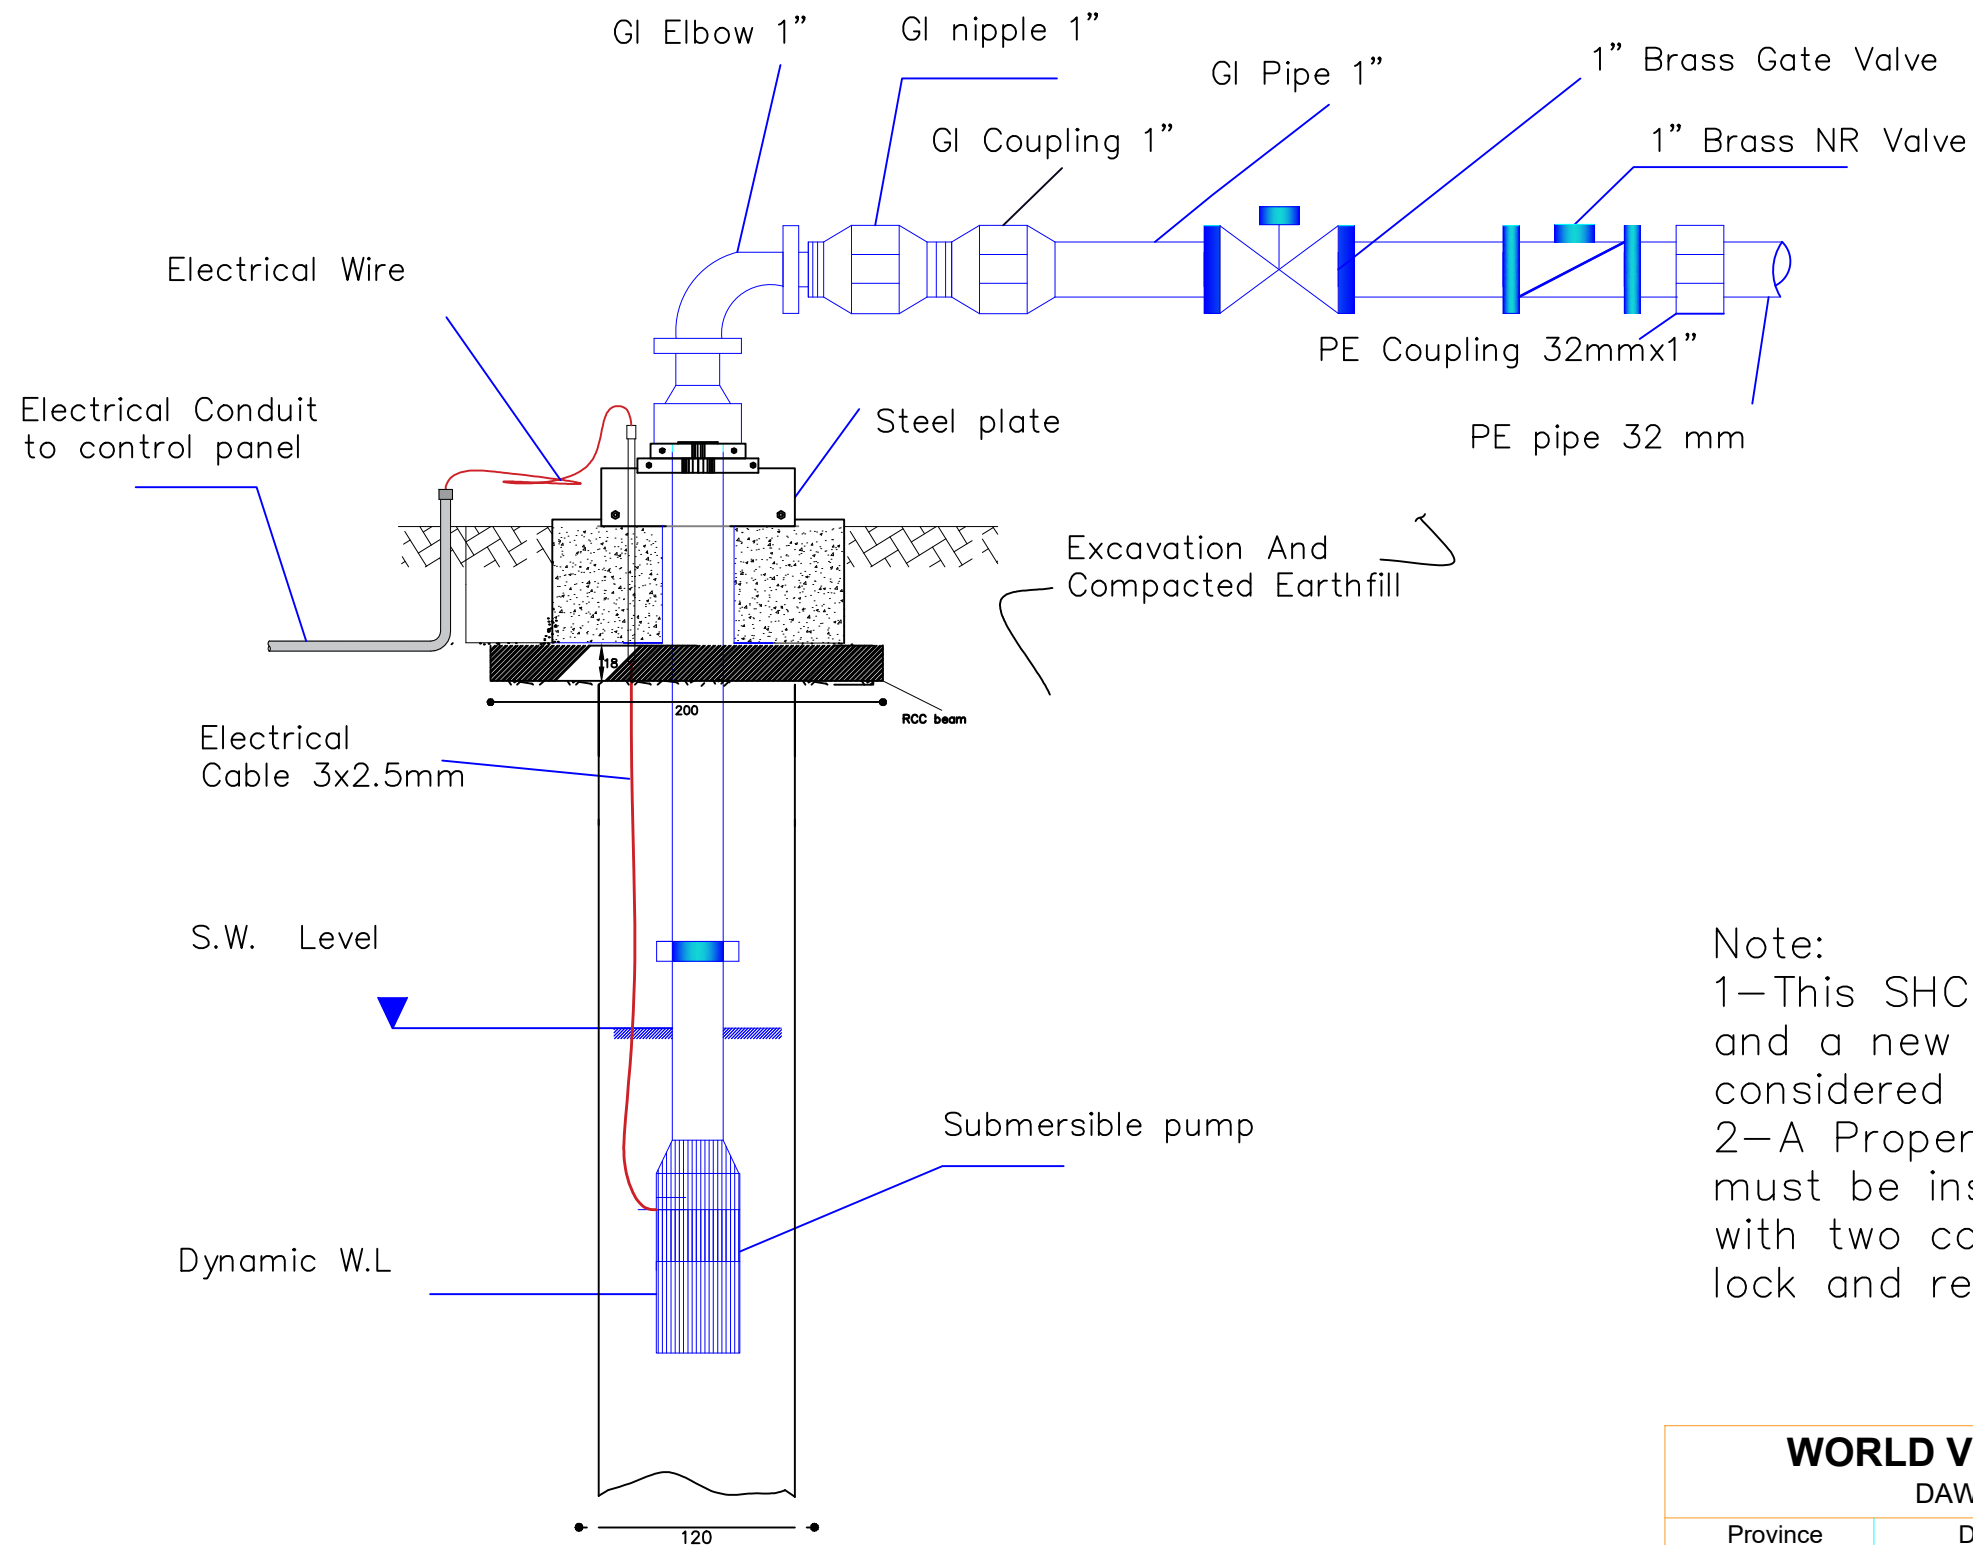 GI Elbow 1”
GI nipple 1”
GI Pipe 1”
1” Brass Gate Valve
GI Coupling 1”
1” Brass NR Valve
Electrical Wire
PE Coupling 32mmx1”
Electrical Conduit
to control panel
Steel plate
PE pipe 32 mm
Excavation And
Compacted Earthfill
18
200
RCC beam
Electrical
Cable 3x2.5mm
S.W. Level
Submersible pump
Dynamic W.L
120
Note:
1–This SHC
and a new
considered
2–A Proper
must be ins
with two co
lock and re
WORLD V
DAW
Province
D